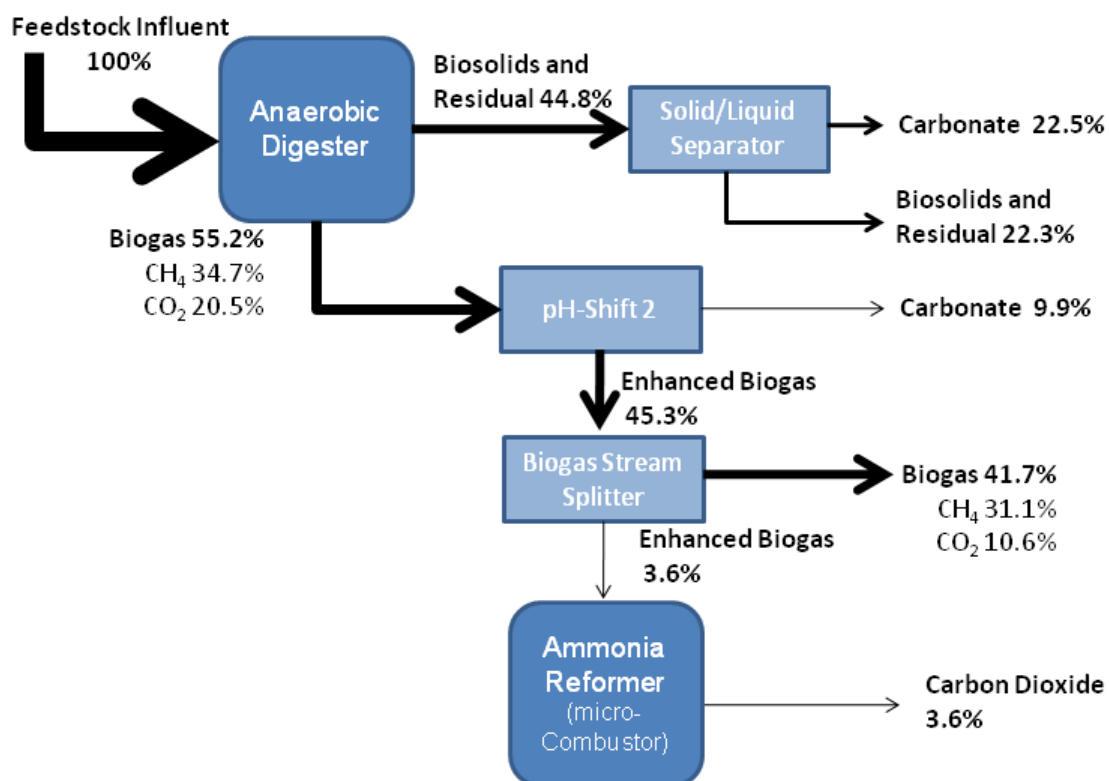 Feedstock Influent
100%
Anaerobic
Digester
Biosolids and
Residual 44.8%
Solid/Liquid
Separator
Carbonate 22.5%
Biosolids and
Residual 22.3%
Biogas 55.2%
CH₄ 34.7%
CO₂ 20.5%
pH-Shift 2
Carbonate 9.9%
Enhanced Biogas
45.3%
Biogas Stream
Splitter
Biogas 41.7%
CH₄ 31.1%
CO₂ 10.6%
Enhanced Biogas
3.6%
Ammonia
Reformer
(micro-
Combustor)
Carbon Dioxide
3.6%